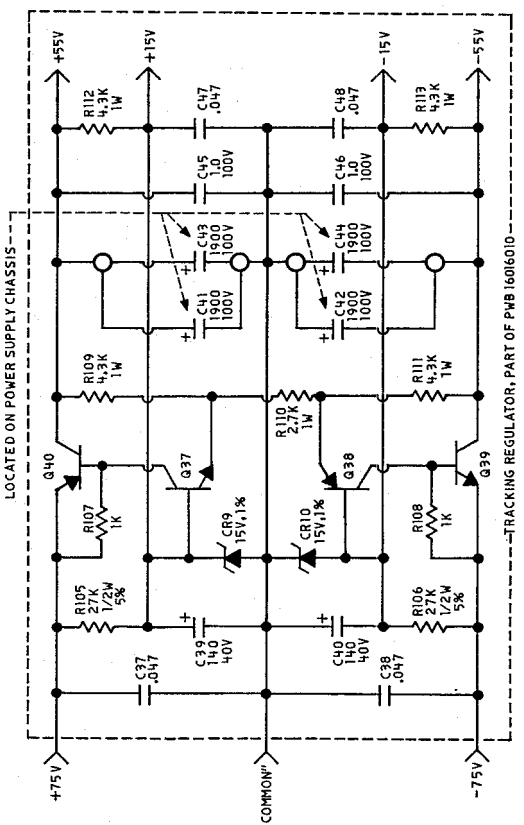 LOCATED ON POWER SUPPLY CHASSIS
TRACKING REGULATOR, PART OF PWB 16016010
+75V
COMMON"
-75V
C37
.047
C38
.047
R105
27K
1/2W
5%
C39
140
40V
C40
140
40V
R106
27K
1/2W
5%
R107
1K
CR9
15V,1%
CR10
15V,1%
R108
1K
Q40
Q37
Q38
Q39
R109
4.3K
1W
R110
2.7K
1W
R111
4.3K
1W
C41
1900
100V
C42
1900
100V
C43
1900
100V
C44
1900
100V
C45
1.0
100V
C46
1.0
100V
R112
4.3K
1W
C47
.047
C48
.047
R113
4.3K
1W
+55V
+15V
-15V
-55V